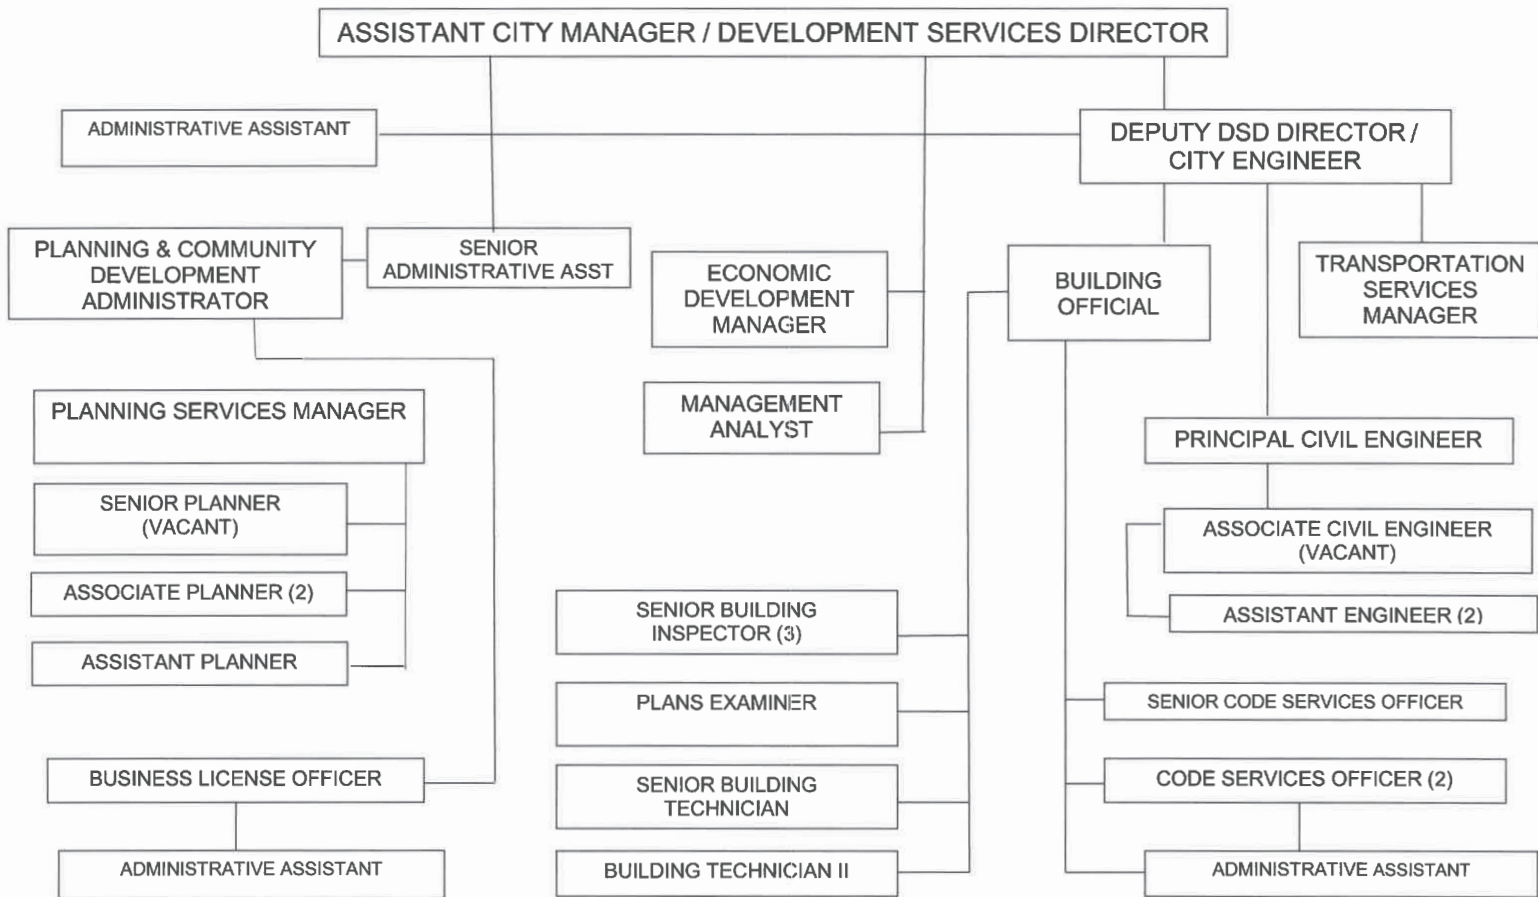 ASSISTANT CITY MANAGER / DEVELOPMENT SERVICES DIRECTOR
ADMINISTRATIVE ASSISTANT
DEPUTY DSD DIRECTOR /
CITY ENGINEER
PLANNING & COMMUNITY
DEVELOPMENT
ADMINISTRATOR
SENIOR
ADMINISTRATIVE ASST
ECONOMIC
DEVELOPMENT
MANAGER
BUILDING
OFFICIAL
TRANSPORTATION
SERVICES
MANAGER
PLANNING SERVICES MANAGER
MANAGEMENT
ANALYST
PRINCIPAL CIVIL ENGINEER
SENIOR PLANNER
(VACANT)
ASSOCIATE CIVIL ENGINEER
(VACANT)
ASSOCIATE PLANNER (2)
SENIOR BUILDING
INSPECTOR (3)
ASSISTANT ENGINEER (2)
ASSISTANT PLANNER
PLANS EXAMINER
SENIOR CODE SERVICES OFFICER
BUSINESS LICENSE OFFICER
SENIOR BUILDING
TECHNICIAN
CODE SERVICES OFFICER (2)
ADMINISTRATIVE ASSISTANT
BUILDING TECHNICIAN II
ADMINISTRATIVE ASSISTANT